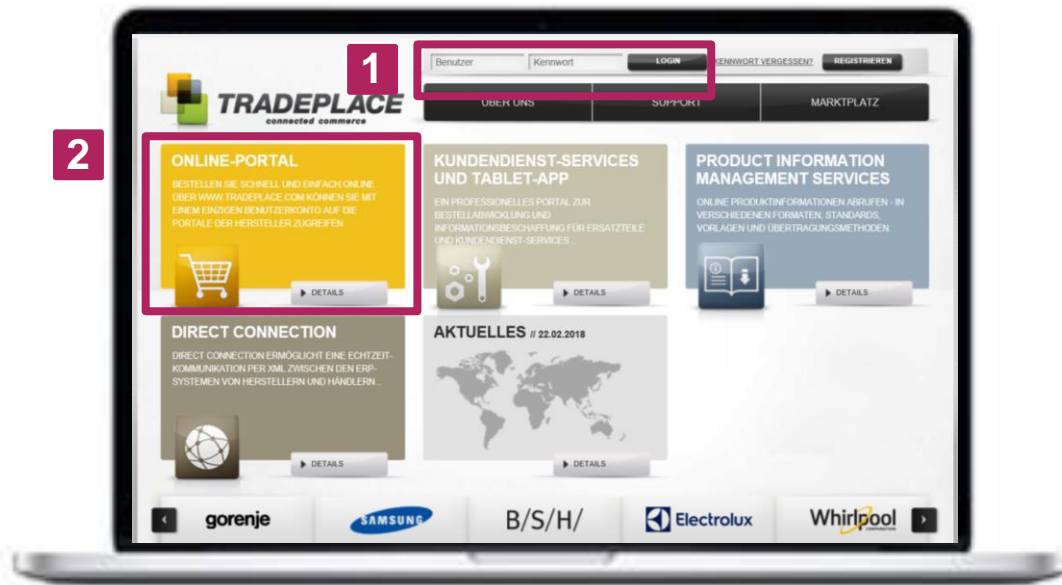 1
Benutzer Kennwort LOGIN KENNWORT VERGESSEN? REGISTRIEREN
TRADEPLACE
connected commerce
ÜBER UNS SUPPORT MARKTPLATZ
2
ONLINE-PORTAL
BESTELLEN SIE SCHNELL UND EINFACH ONLINE.
ÜBER WWW.TRADEPLACE.COM KÖNNEN SIE MIT
EINEM EINZIGEN BENUTZERKONTO AUF DIE
PORTALE DER HERSTELLER ZUGREIFEN.
DETAILS
KUNDENDIENST-SERVICES
UND TABLET-APP
EIN PROFESSIONELLES PORTAL ZUR
BESTELLABWICKLUNG UND
INFORMATIONSBESCHAFFUNG FÜR ERSATZTEILE
UND KUNDENDIENST-SERVICES...
DETAILS
PRODUCT INFORMATION
MANAGEMENT SERVICES
ONLINE PRODUKTINFORMATIONEN ABRUFEN - IN
VERSCHIEDENEN FORMATEN, STANDARDS,
VORLAGEN UND ÜBERTRAGUNGSMETHODEN.
DETAILS
DIRECT CONNECTION
DIRECT CONNECTION ERMÖGLICHT EINE ECHTZEIT-
KOMMUNIKATION PER XML ZWISCHEN DEN ERP-
SYSTEMEN VON HERSTELLERN UND HÄNDLERN...
DETAILS
AKTUELLES // 22.02.2018
DETAILS
gorenje SAMSUNG B/S/H/ Electrolux Whirlpool
CORPORATION